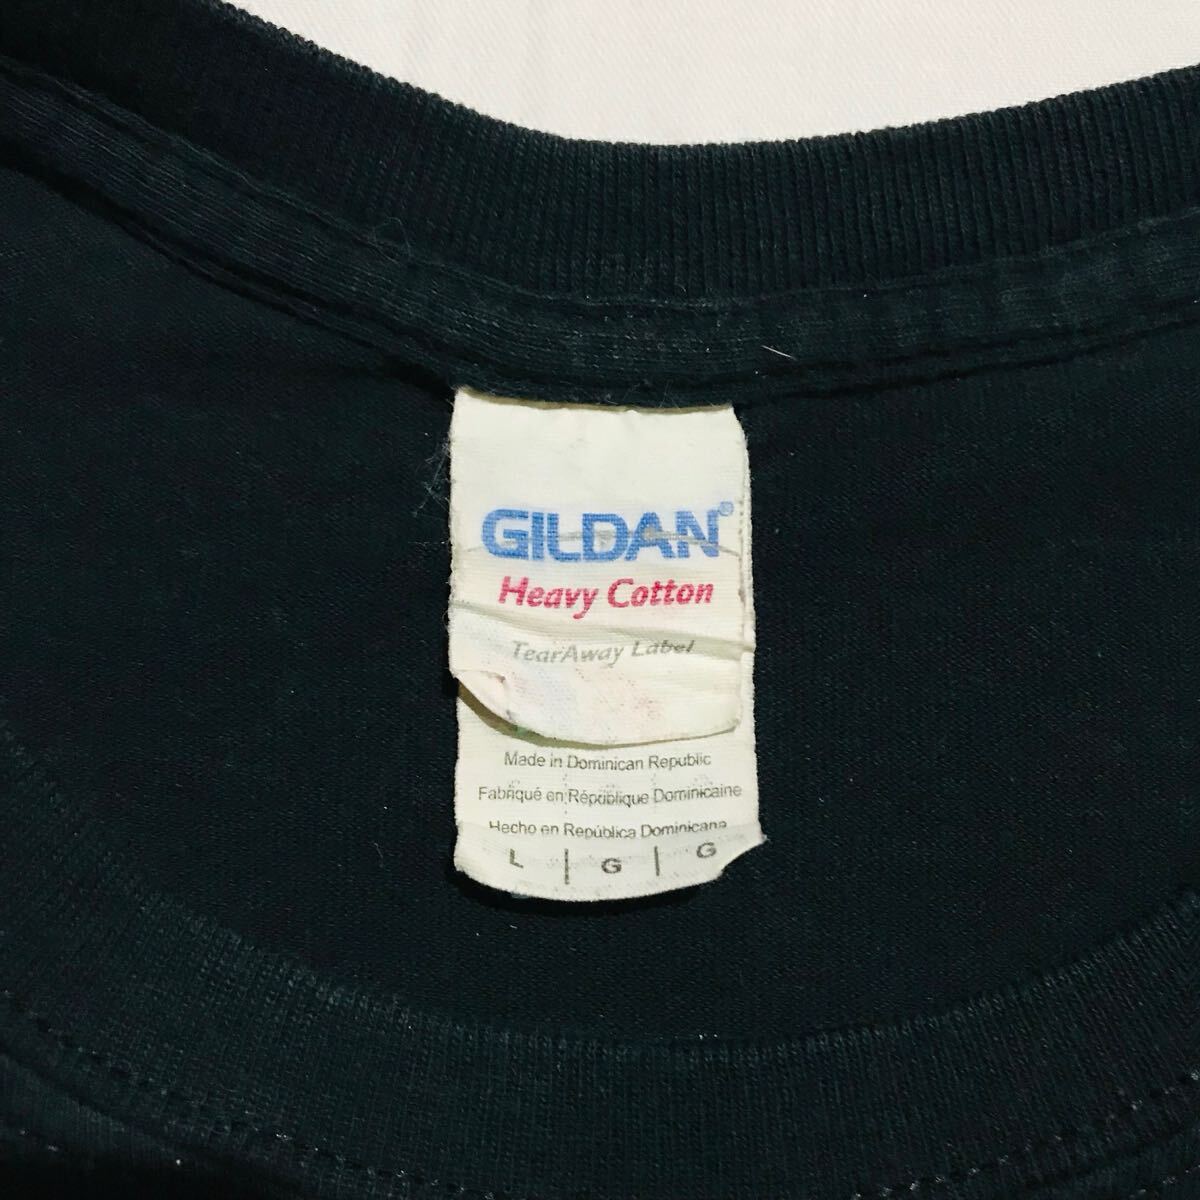 GILDAN®
Heavy Cotton
TearAway Label
Made in Dominican Republic
Fabriqué en République Dominicaine
Hecho en República Dominicana
L | G | G